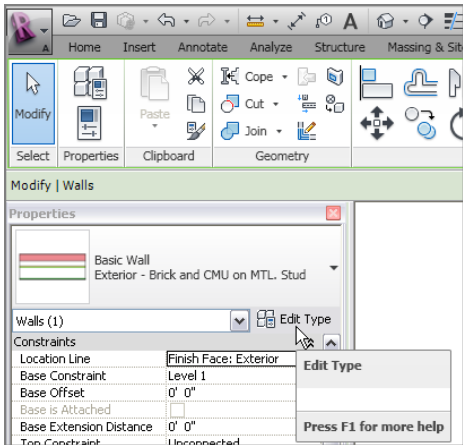 A
Home Insert Annotate Analyze Structure Massing & Sit
Modify
Paste
Cope
Cut
Join
Select Properties Clipboard Geometry
Modify | Walls
Properties
Basic Wall
Exterior - Brick and CMU on MTL. Stud
Walls (1)
Edit Type
Constraints
Location Line Finish Face: Exterior
Base Constraint Level 1
Base Offset 0' 0"
Base is Attached
Base Extension Distance 0' 0"
Top Constraint Unconnected
Edit Type
Press F1 for more help